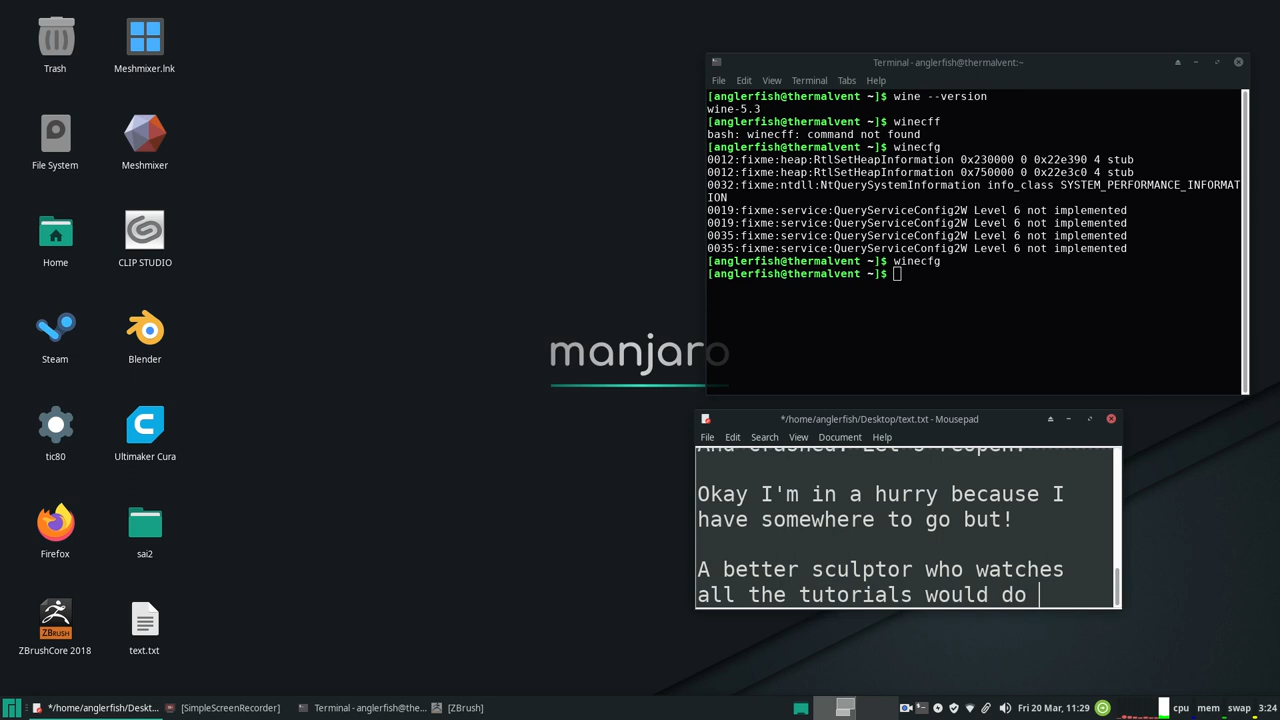 Trash
Meshmixer.lnk
File System
Meshmixer
Home
CLIP STUDIO
Steam
Blender
tic80
Ultimaker Cura
Firefox
sai2
ZBRUSH
CORE
ZBrushCore 2018
text.txt
manjaro
Terminal - anglerfish@thermalvent:~
File Edit View Terminal Tabs Help
[anglerfish@thermalvent ~]$ wine --version
wine-5.3
[anglerfish@thermalvent ~]$ winecff
bash: winecff: command not found
[anglerfish@thermalvent ~]$ winecfg
0012:fixme:heap:RtlSetHeapInformation 0x230000 0 0x22e390 4 stub
0012:fixme:heap:RtlSetHeapInformation 0x750000 0 0x22e3c0 4 stub
0032:fixme:ntdll:NtQuerySystemInformation info_class SYSTEM_PERFORMANCE_INFORMAT
ION
0019:fixme:service:QueryServiceConfig2W Level 6 not implemented
0019:fixme:service:QueryServiceConfig2W Level 6 not implemented
0035:fixme:service:QueryServiceConfig2W Level 6 not implemented
0035:fixme:service:QueryServiceConfig2W Level 6 not implemented
[anglerfish@thermalvent ~]$ winecfg
[anglerfish@thermalvent ~]$
*/home/anglerfish/Desktop/text.txt - Mousepad
File Edit Search View Document Help
And crashed. Let's reopen.
Okay I'm in a hurry because I
have somewhere to go but!
A better sculptor who watches
all the tutorials would do
*/home/anglerfish/Deskt... [SimpleScreenRecorder] Terminal - anglerfish@the... [ZBrush] Fri 20 Mar, 11:29 cpu mem swap 3:24